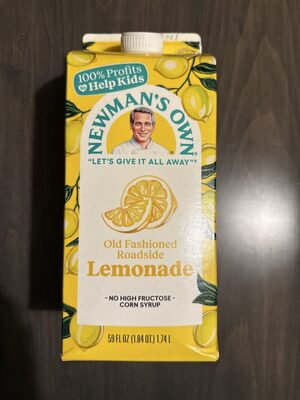 100% Profits
to Help Kids
NEWMAN'S OWN
"LET'S GIVE IT ALL AWAY"®
Old Fashioned
Roadside
Lemonade
- NO HIGH FRUCTOSE -
CORN SYRUP
59 FL OZ (1.84 QT.) 1.74 L